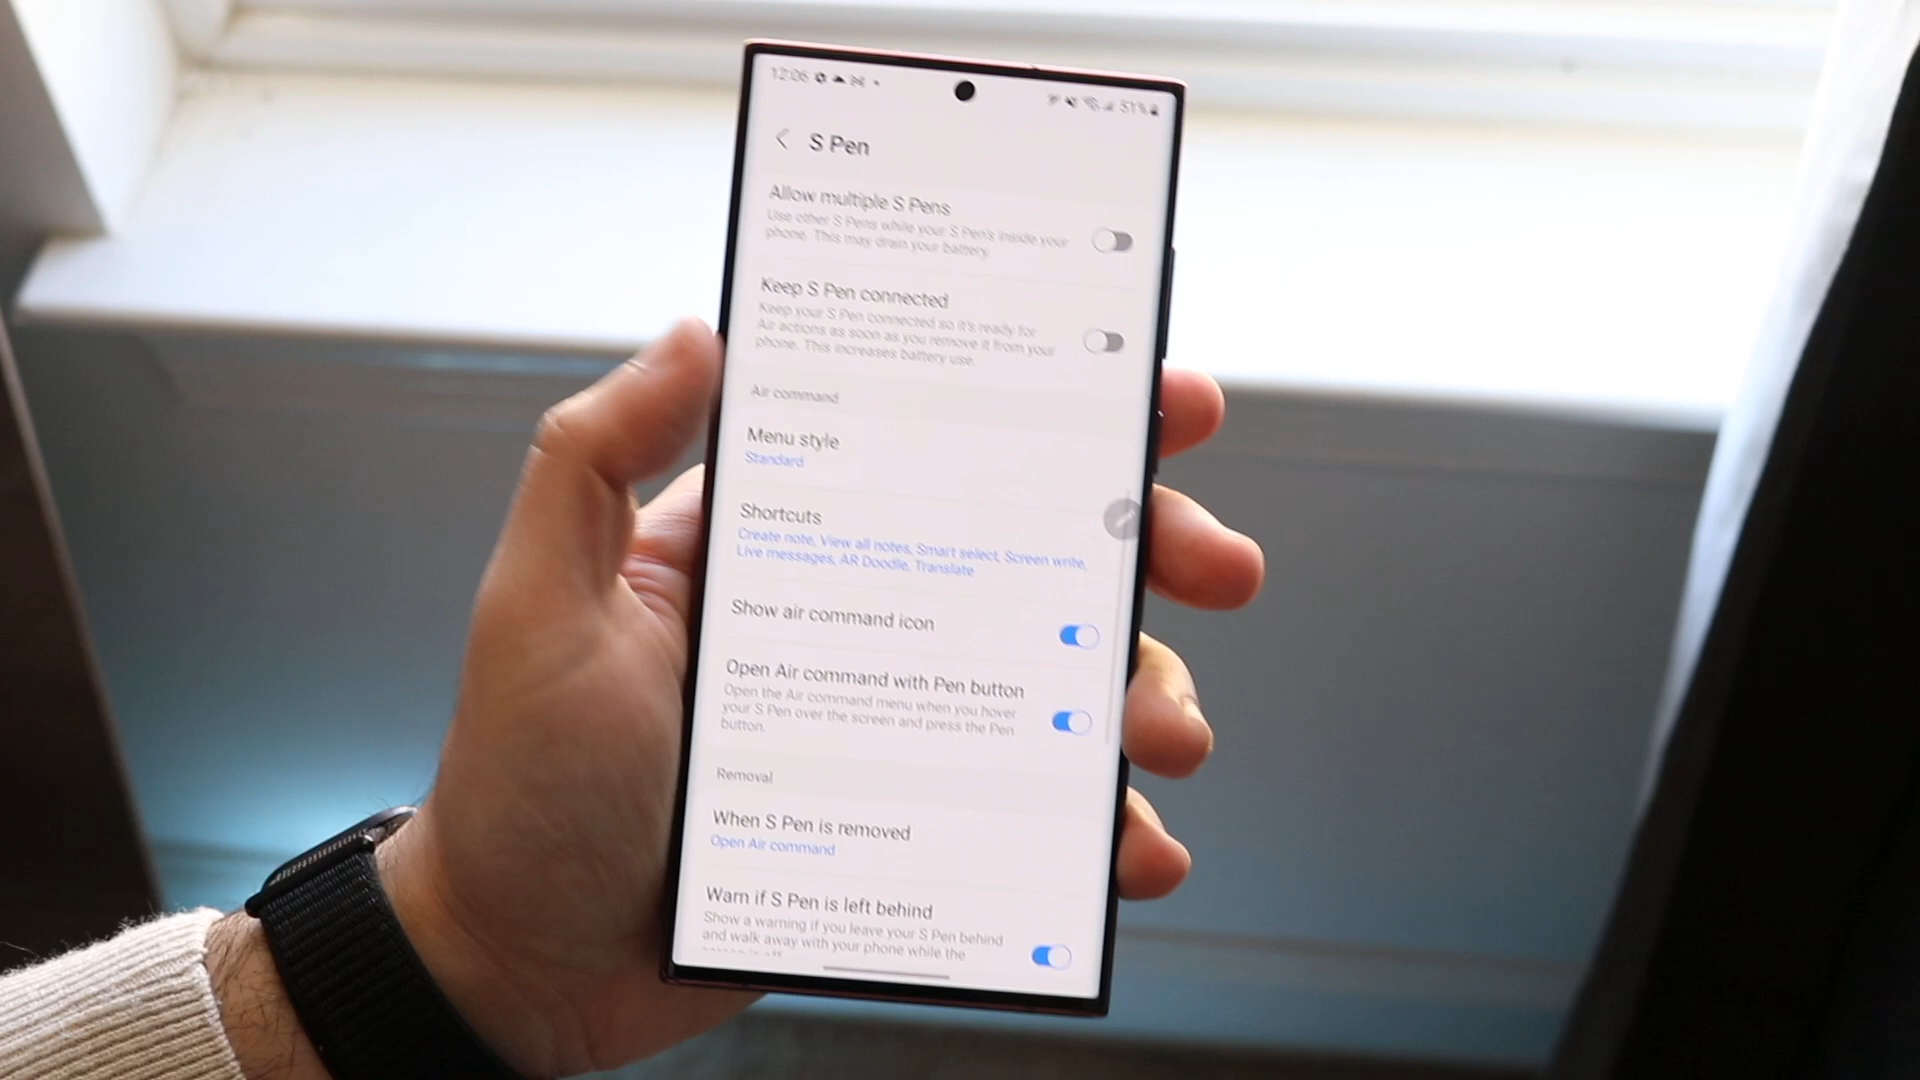 12:06
51%
S Pen
Allow multiple S Pens
Use other S Pens while your S Pen's inside your
phone. This may drain your battery.
Keep S Pen connected
Keep your S Pen connected so it's ready for
Air actions as soon as you remove it from your
phone. This increases battery use.
Air command
Menu style
Standard
Shortcuts
Create note, View all notes, Smart select, Screen write,
Live messages, AR Doodle, Translate
Show air command icon
Open Air command with Pen button
Open the Air command menu when you hover
your S Pen over the screen and press the Pen
button.
Removal
When S Pen is removed
Open Air command
Warn if S Pen is left behind
Show a warning if you leave your S Pen behind
and walk away with your phone while the